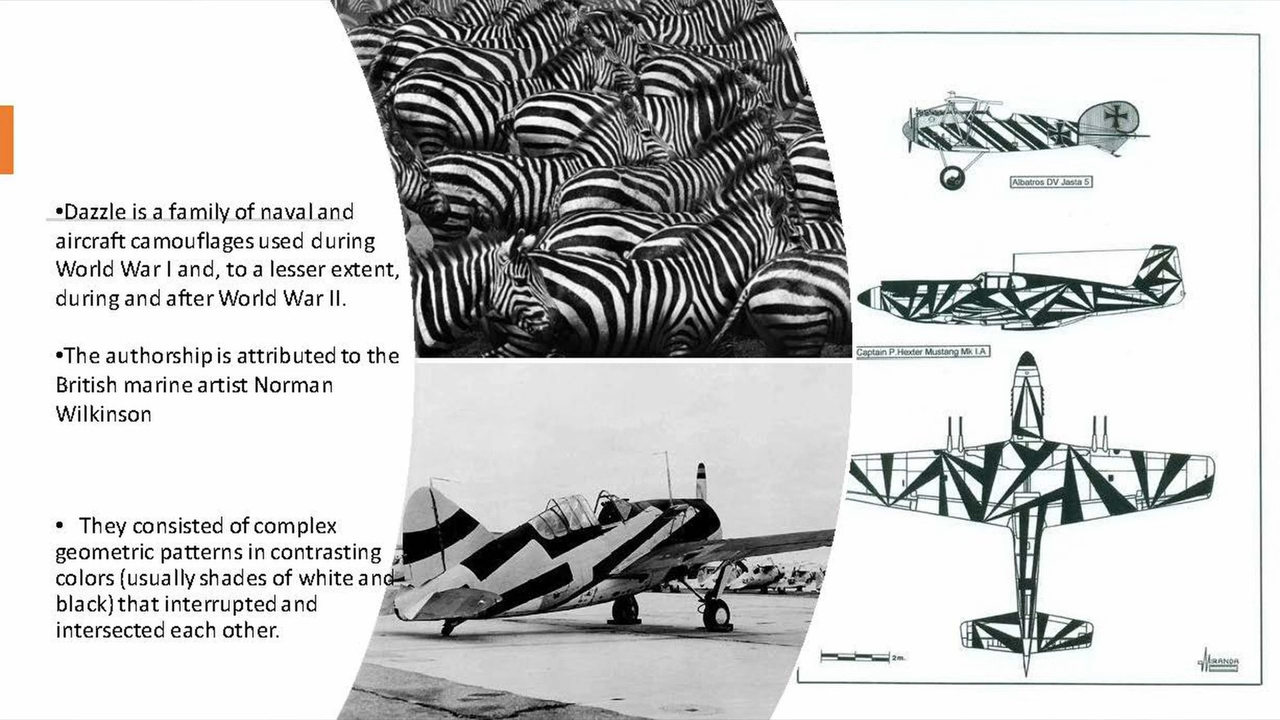 •Dazzle is a family of naval and
aircraft camouflages used during
World War I and, to a lesser extent,
during and after World War II.
•The authorship is attributed to the
British marine artist Norman
Wilkinson
• They consisted of complex
geometric patterns in contrasting
colors (usually shades of white and
black) that interrupted and
intersected each other.
Albatros DV Jasta 5
Captain P.Hexter Mustang Mk I.A
2m.
MIRANDA